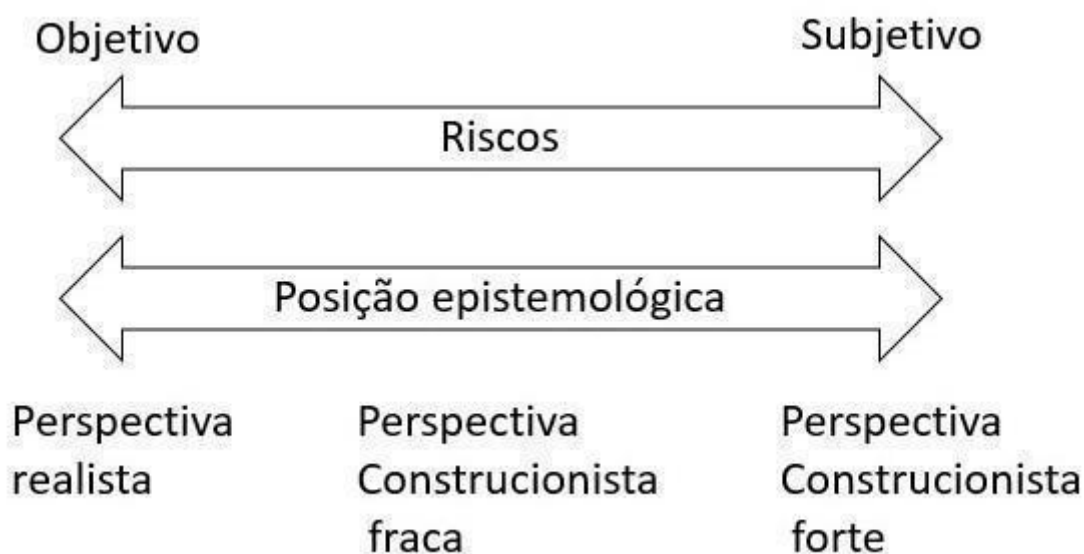 Objetivo Subjetivo
Riscos
Posição epistemológica
Perspectiva Perspectiva Perspectiva
realista Construcionista Construcionista
fraca forte